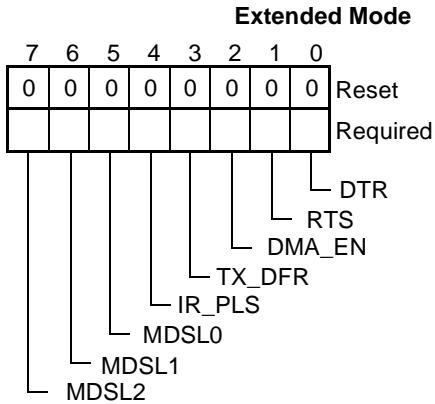 Extended Mode
7 6 5 4 3 2 1 0
0 0 0 0 0 0 0 0 Reset
Required
DTR
RTS
DMA_EN
TX_DFR
IR_PLS
MDSL0
MDSL1
MDSL2